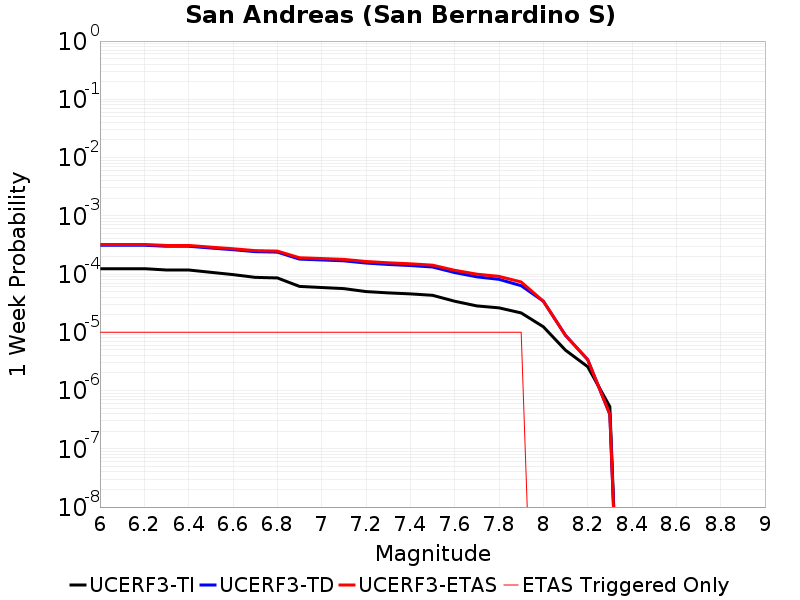 San Andreas (San Bernardino S)
10^0
10^-1
10^-2
10^-3
10^-4
10^-5
10^-6
10^-7
10^-8
1 Week Probability
6 6.2 6.4 6.6 6.8 7 7.2 7.4 7.6 7.8 8 8.2 8.4 8.6 8.8 9
Magnitude
UCERF3-TI UCERF3-TD UCERF3-ETAS ETAS Triggered Only